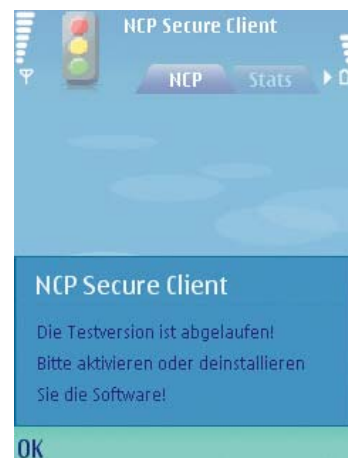 NCP Secure Client
NCP Stats
NCP Secure Client
Die Testversion ist abgelaufen!
Bitte aktivieren oder deinstallieren
Sie die Software!
OK